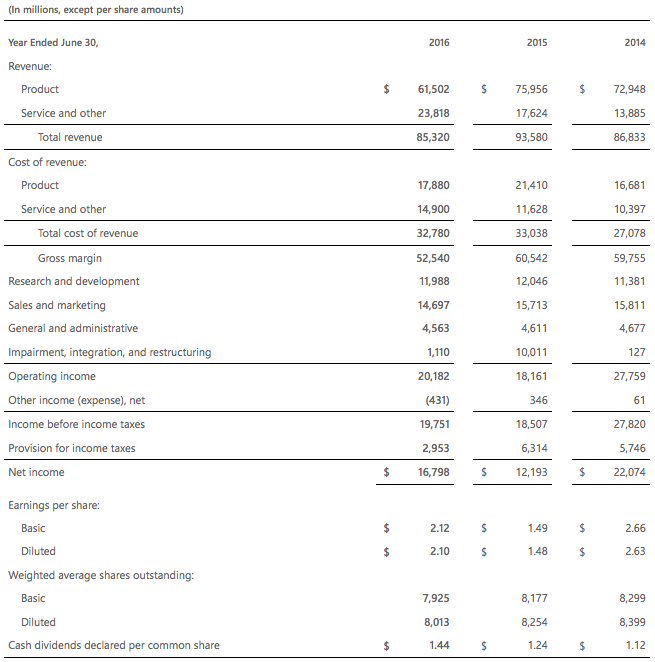 (In millions, except per share amounts)
Year Ended June 30, 2016 2015 2014
Revenue:
Product $ 61,502 $ 75,956 $ 72,948
Service and other 23,818 17,624 13,885
Total revenue 85,320 93,580 86,833
Cost of revenue:
Product 17,880 21,410 16,681
Service and other 14,900 11,628 10,397
Total cost of revenue 32,780 33,038 27,078
Gross margin 52,540 60,542 59,755
Research and development 11,988 12,046 11,381
Sales and marketing 14,697 15,713 15,811
General and administrative 4,563 4,611 4,677
Impairment, integration, and restructuring 1,110 10,011 127
Operating income 20,182 18,161 27,759
Other income (expense), net (431) 346 61
Income before income taxes 19,751 18,507 27,820
Provision for income taxes 2,953 6,314 5,746
Net income $ 16,798 $ 12,193 $ 22,074
Earnings per share:
Basic $ 2.12 $ 1.49 $ 2.66
Diluted $ 2.10 $ 1.48 $ 2.63
Weighted average shares outstanding:
Basic 7,925 8,177 8,299
Diluted 8,013 8,254 8,399
Cash dividends declared per common share $ 1.44 $ 1.24 $ 1.12